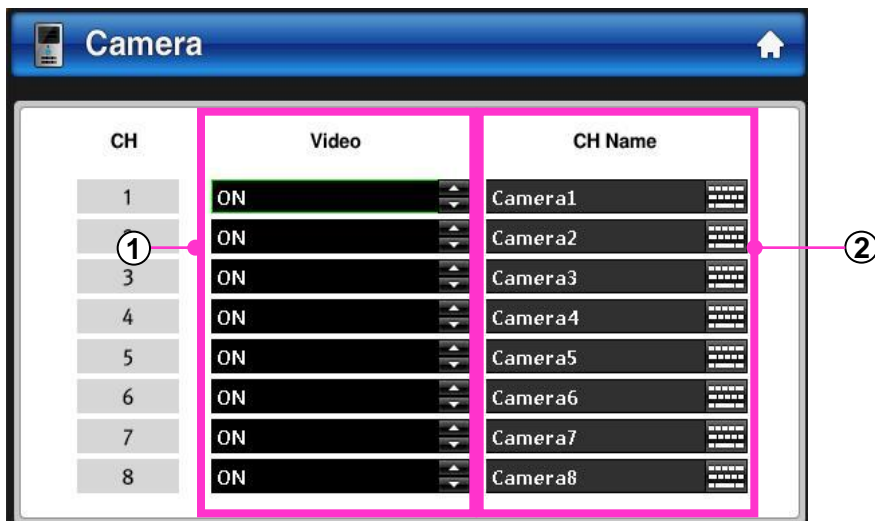 Camera
CH Video CH Name
1 ON Camera1
ON Camera2
3 ON Camera3
4 ON Camera4
5 ON Camera5
6 ON Camera6
7 ON Camera7
8 ON Camera8
1
2